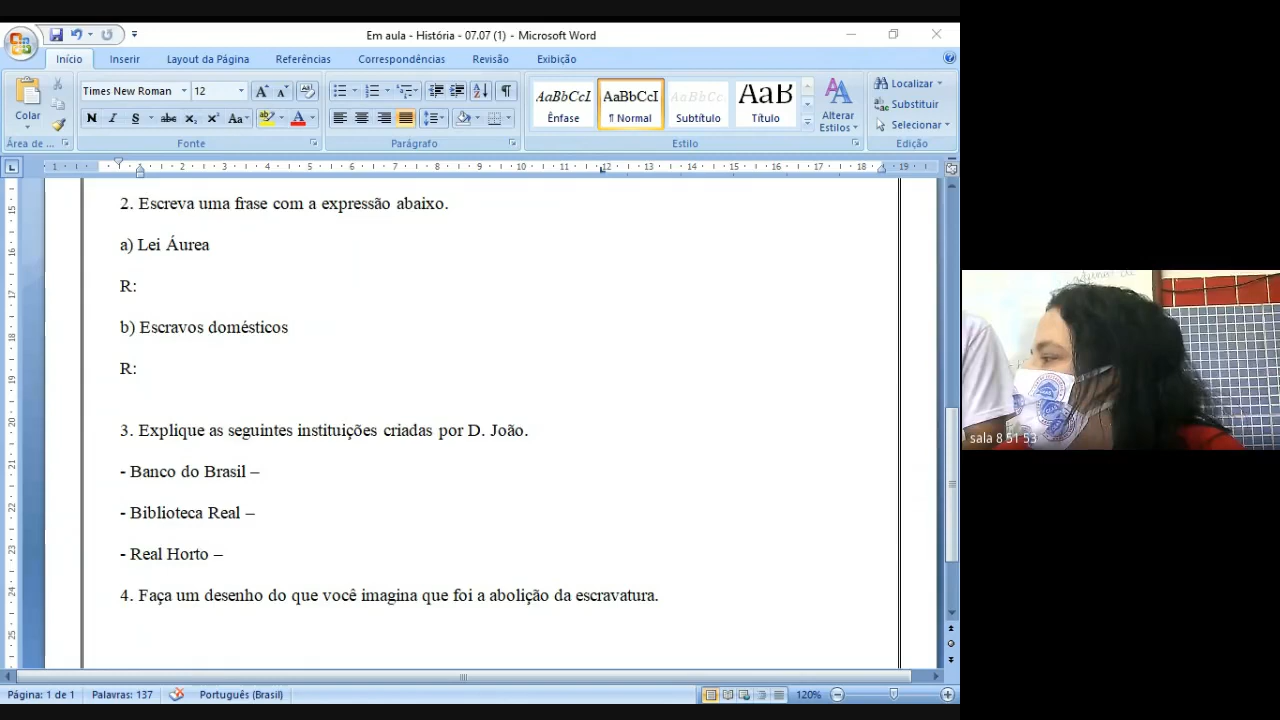 Em aula - História - 07.07 (1) - Microsoft Word
Início Inserir Layout da Página Referências Correspondências Revisão Exibição
Colar
Times New Roman 12
AaBbCcI AaBbCcI AaBbCc AaB
Ênfase ¶ Normal Subtítulo Título
Alterar Estilos
Localizar
Substituir
Selecionar
Área de ... Fonte Parágrafo Estilo Edição
2. Escreva uma frase com a expressão abaixo.
a) Lei Áurea
R:
b) Escravos domésticos
R:
3. Explique as seguintes instituições criadas por D. João.
- Banco do Brasil –
- Biblioteca Real –
- Real Horto –
4. Faça um desenho do que você imagina que foi a abolição da escravatura.
Página: 1 de 1 Palavras: 137 Português (Brasil) 120%
sala 8 51 53